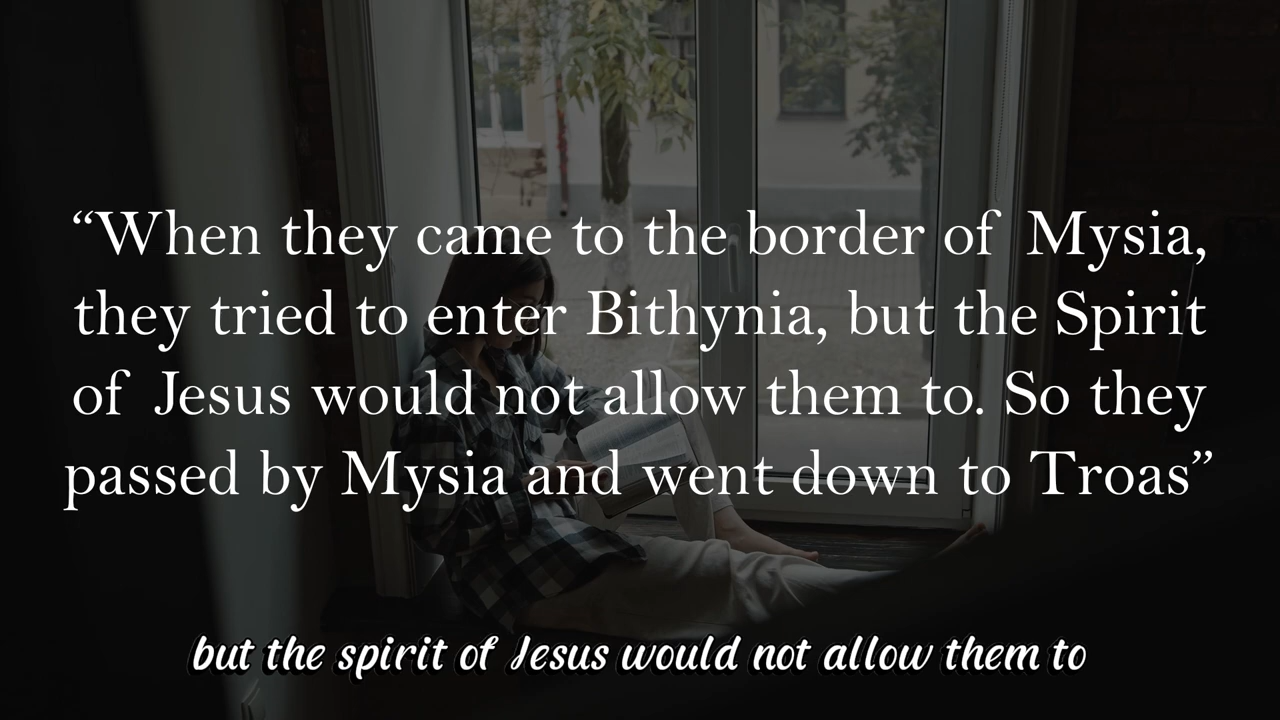 “When they came to the border of Mysia,
they tried to enter Bithynia, but the Spirit
of Jesus would not allow them to. So they
passed by Mysia and went down to Troas”
but the spirit of Jesus would not allow them to